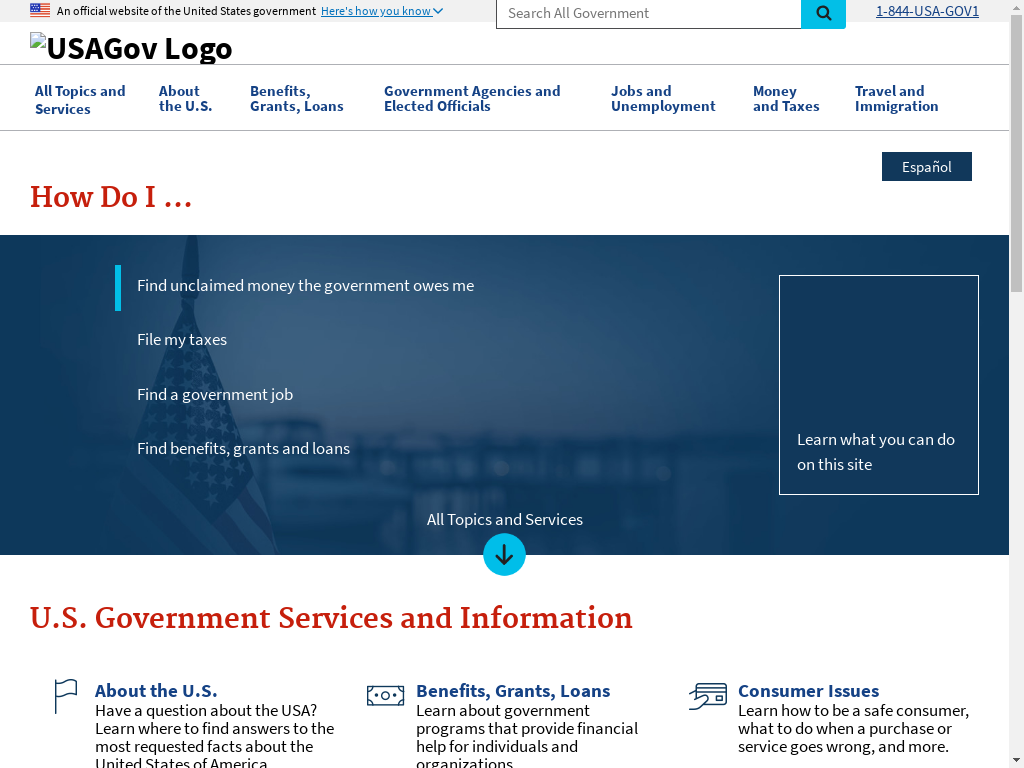 An official website of the United States government Here's how you know
Search All Government
1-844-USA-GOV1
USAGov Logo
All Topics and
Services
About
the U.S.
Benefits,
Grants, Loans
Government Agencies and
Elected Officials
Jobs and
Unemployment
Money
and Taxes
Travel and
Immigration
Español
How Do I ...
Find unclaimed money the government owes me
File my taxes
Find a government job
Find benefits, grants and loans
Learn what you can do
on this site
All Topics and Services
U.S. Government Services and Information
About the U.S.
Have a question about the USA?
Learn where to find answers to the
most requested facts about the
United States of America.
Benefits, Grants, Loans
Learn about government
programs that provide financial
help for individuals and
organizations.
Consumer Issues
Learn how to be a safe consumer,
what to do when a purchase or
service goes wrong, and more.